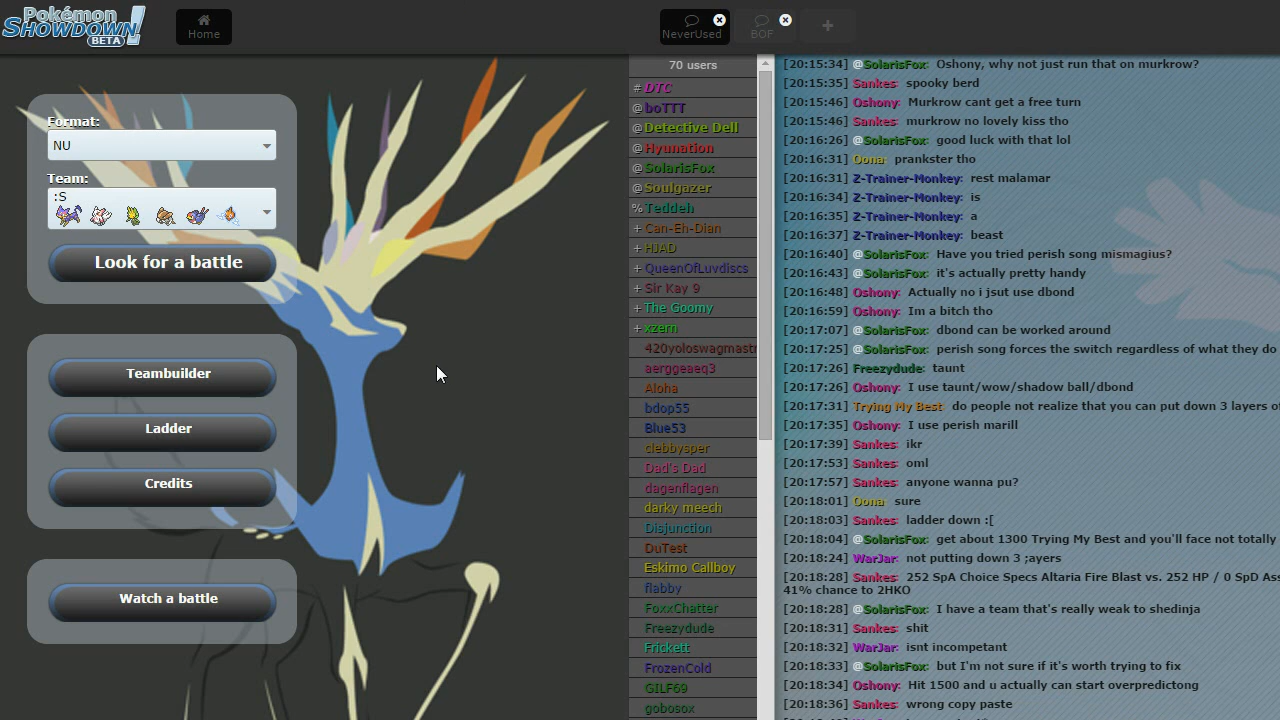 Pokémon
SHOWDOWN!
BETA
Home
NeverUsed
BOF
Format:
NU
Team:
:S
Look for a battle
Teambuilder
Ladder
Credits
Watch a battle
70 users
# DTC
@boTTT
@Detective Dell
@Hyunation
@SolarisFox
@Soulgazer
%Teddeh
+Can-Eh-Dian
+HJAD
+QueenOfLuvdiscs
+Sir Kay 9
+The Goomy
+xzern
420yoloswagmastr
aerggeaeq3
Aloha
bdop55
Blue53
clebbysper
Dad's Dad
dagenflagen
darky meech
Disjunction
DuTest
Eskimo Callboy
flabby
FoxxChatter
Freezydude
Frickett
FrozenCold
GILF69
gobosox
[20:15:34] @SolarisFox: Oshony, why not just run that on murkrow?
[20:15:35] Sankes: spooky berd
[20:15:46] Oshony: Murkrow cant get a free turn
[20:15:46] Sankes: murkrow no lovely kiss tho
[20:16:26] @SolarisFox: good luck with that lol
[20:16:31] Oona: prankster tho
[20:16:31] Z-Trainer-Monkey: rest malamar
[20:16:34] Z-Trainer-Monkey: is
[20:16:35] Z-Trainer-Monkey: a
[20:16:37] Z-Trainer-Monkey: beast
[20:16:40] @SolarisFox: Have you tried perish song mismagius?
[20:16:43] @SolarisFox: it's actually pretty handy
[20:16:48] Oshony: Actually no i jsut use dbond
[20:16:59] Oshony: Im a bitch tho
[20:17:07] @SolarisFox: dbond can be worked around
[20:17:25] @SolarisFox: perish song forces the switch regardless of what they do
[20:17:26] Freezydude: taunt
[20:17:26] Oshony: I use taunt/wow/shadow ball/dbond
[20:17:31] Trying My Best: do people not realize that you can put down 3 layers of
[20:17:35] Oshony: I use perish marill
[20:17:39] Sankes: ikr
[20:17:53] Sankes: oml
[20:17:57] Sankes: anyone wanna pu?
[20:18:01] Oona: sure
[20:18:03] Sankes: ladder down :[
[20:18:04] @SolarisFox: get about 1300 Trying My Best and you'll face not totally
[20:18:24] WarJar: not putting down 3 ;ayers
[20:18:28] Sankes: 252 SpA Choice Specs Altaria Fire Blast vs. 252 HP / 0 SpD Ass
41% chance to 2HKO
[20:18:28] @SolarisFox: I have a team that's really weak to shedinja
[20:18:31] Sankes: shit
[20:18:32] WarJar: isnt incompetant
[20:18:33] @SolarisFox: but I'm not sure if it's worth trying to fix
[20:18:34] Oshony: Hit 1500 and u actually can start overpredictong
[20:18:36] Sankes: wrong copy paste